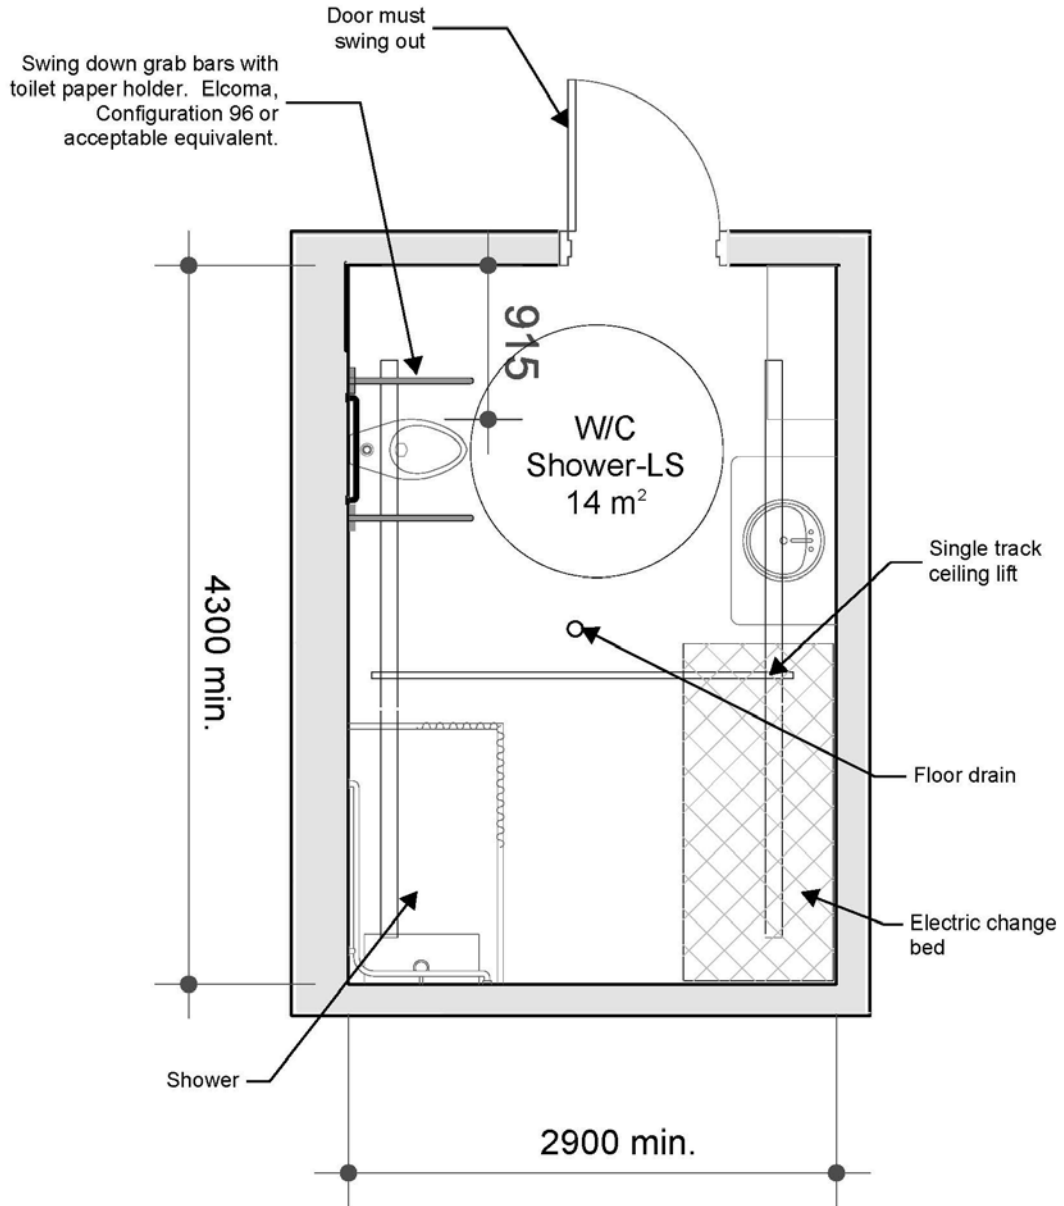 Door must
swing out
Swing down grab bars with
toilet paper holder.  Elcoma,
Configuration 96 or
acceptable equivalent.
915
W/C
Shower-LS
14 m²
Single track
ceiling lift
4300 min.
Floor drain
Electric change
bed
Shower
2900 min.